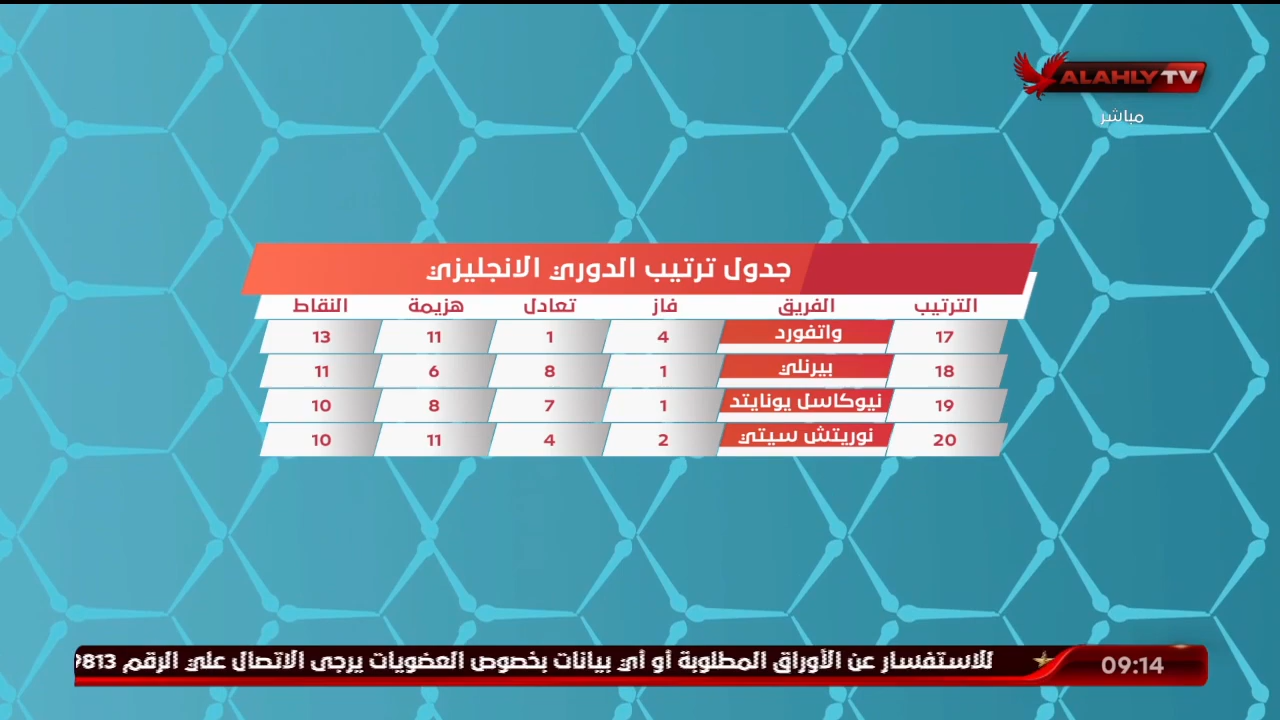 ALAHLY TV
مباشر
جدول ترتيب الدوري الانجليزي
الترتيب الفريق فاز تعادل هزيمة النقاط
17 واتفورد 4 1 11 13
18 بيرنلي 1 8 6 11
19 نيوكاسل يونايتد 1 7 8 10
20 نوريتش سيتي 2 4 11 10
09:14 للاستفسار عن الأوراق المطلوبة أو أي بيانات بخصوص العضويات يرجى الاتصال علي الرقم